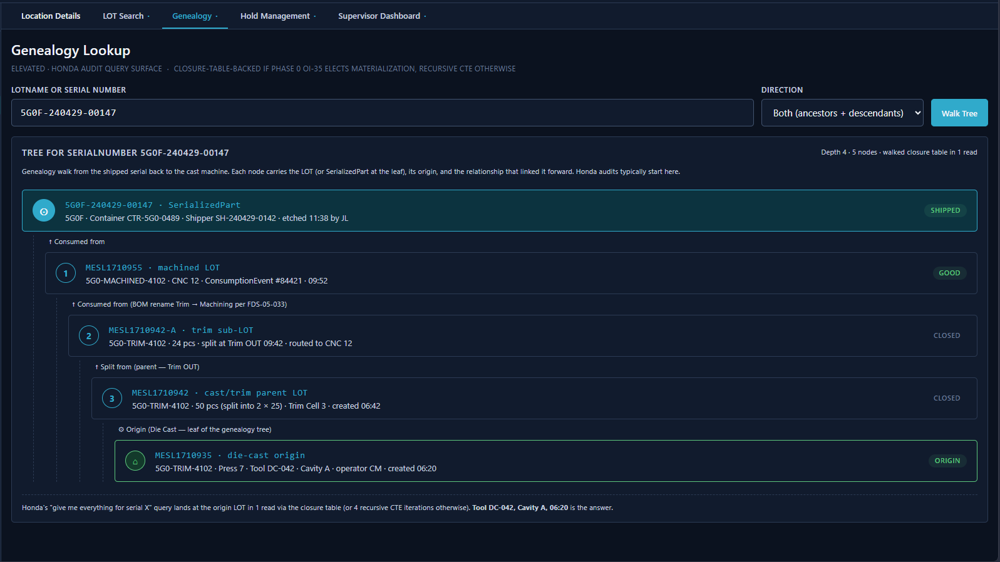 Location Details
LOT Search ·
Genealogy ·
Hold Management ·
Supervisor Dashboard ·
Genealogy Lookup
ELEVATED · HONDA AUDIT QUERY SURFACE · CLOSURE-TABLE-BACKED IF PHASE 0 OI-35 ELECTS MATERIALIZATION, RECURSIVE CTE OTHERWISE
LOTNAME OR SERIAL NUMBER
DIRECTION
5G0F-240429-00147
Both (ancestors + descendants)
Walk Tree
TREE FOR SERIALNUMBER 5G0F-240429-00147
Depth 4 · 5 nodes · walked closure table in 1 read
Genealogy walk from the shipped serial back to the cast machine. Each node carries the LOT (or SerializedPart at the leaf), its origin, and the relationship that linked it forward. Honda audits typically start here.
5G0F-240429-00147 · SerializedPart
5G0F · Container CTR-5G0-0489 · Shipper SH-240429-0142 · etched 11:38 by JL
SHIPPED
↑ Consumed from
1
MESL1710955 · machined LOT
5G0-MACHINED-4102 · CNC 12 · ConsumptionEvent #84421 · 09:52
GOOD
↑ Consumed from (BOM rename Trim → Machining per FDS-05-033)
2
MESL1710942-A · trim sub-LOT
5G0-TRIM-4102 · 24 pcs · split at Trim OUT 09:42 · routed to CNC 12
CLOSED
↑ Split from (parent — Trim OUT)
3
MESL1710942 · cast/trim parent LOT
5G0-TRIM-4102 · 50 pcs (split into 2 × 25) · Trim Cell 3 · created 06:42
CLOSED
⚙ Origin (Die Cast — leaf of the genealogy tree)
MESL1710935 · die-cast origin
5G0-TRIM-4102 · Press 7 · Tool DC-042 · Cavity A · operator CM · created 06:20
ORIGIN
Honda's "give me everything for serial X" query lands at the origin LOT in 1 read via the closure table (or 4 recursive CTE iterations otherwise). Tool DC-042, Cavity A, 06:20 is the answer.